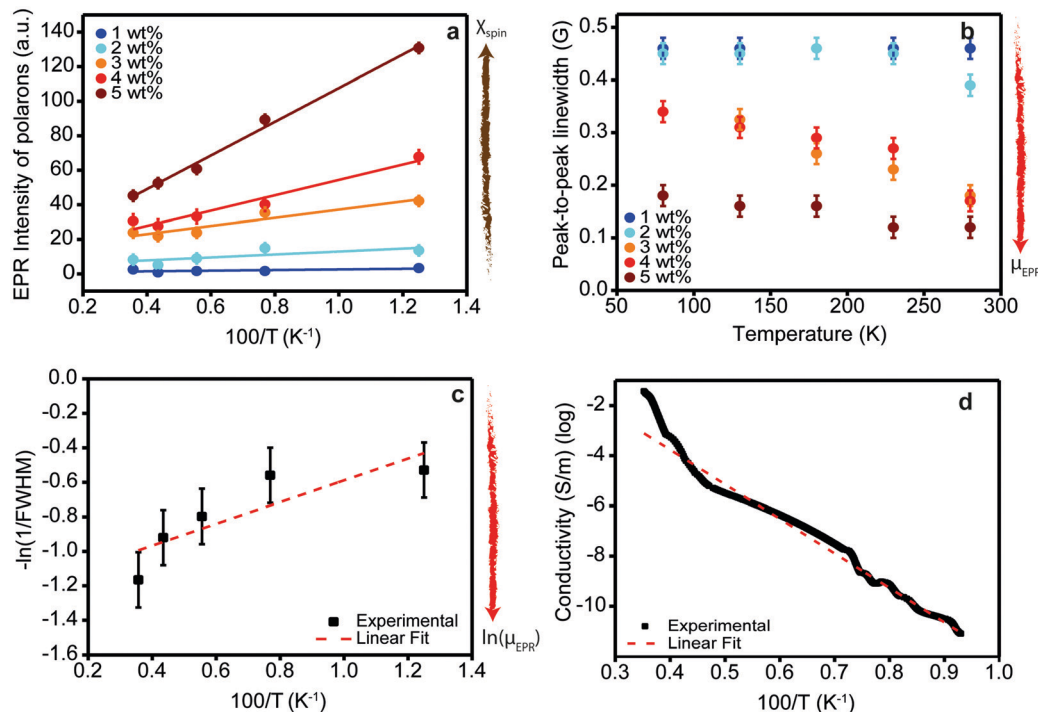 a
χspin
EPR Intensity of polarons (a.u.)
140
120
100
80
60
40
20
0
1 wt%
2 wt%
3 wt%
4 wt%
5 wt%
0.2 0.4 0.6 0.8 1.0 1.2 1.4
100/T (K⁻¹)
b
Peak-to-peak linewidth (G)
0.5
0.4
0.3
0.2
0.1
0.0
1 wt%
2 wt%
3 wt%
4 wt%
5 wt%
50 100 150 200 250 300
Temperature (K)
μEPR
c
-ln(1/FWHM)
0.0
-0.4
-0.6
-0.8
-1.0
-1.2
-1.4
-1.6
Experimental
Linear Fit
0.2 0.4 0.6 0.8 1.0 1.2 1.4
100/T (K⁻¹)
ln(μEPR)
d
Conductivity (S/m) (log)
-2
-4
-6
-8
-10
Experimental
Linear Fit
0.3 0.4 0.5 0.6 0.7 0.8 0.9 1.0
100/T (K⁻¹)